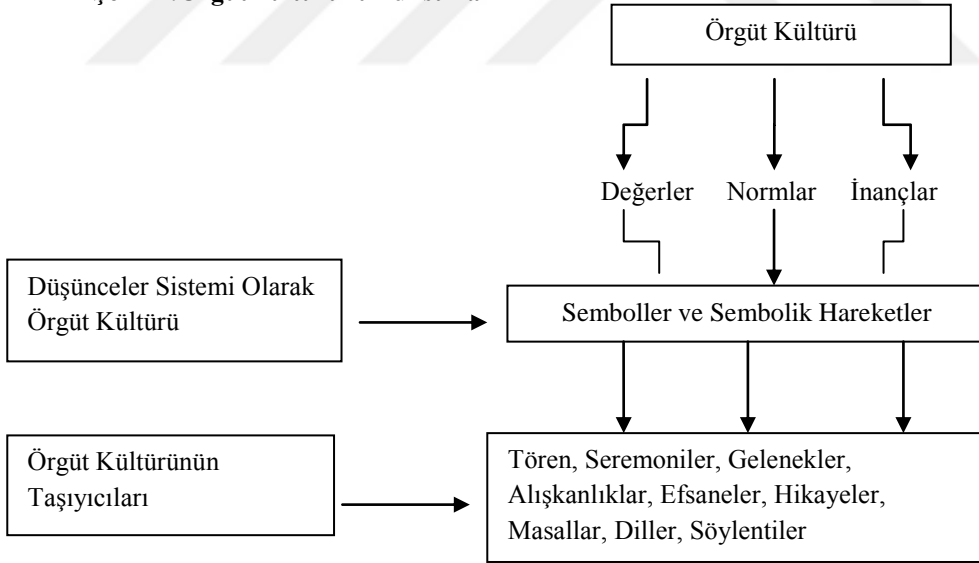 Örgüt Kültürü
Değerler Normlar İnançlar
Düşünceler Sistemi Olarak
Örgüt Kültürü
Semboller ve Sembolik Hareketler
Örgüt Kültürünün
Taşıyıcıları
Tören, Seremoniler, Gelenekler,
Alışkanlıklar, Efsaneler, Hikayeler,
Masallar, Diller, Söylentiler